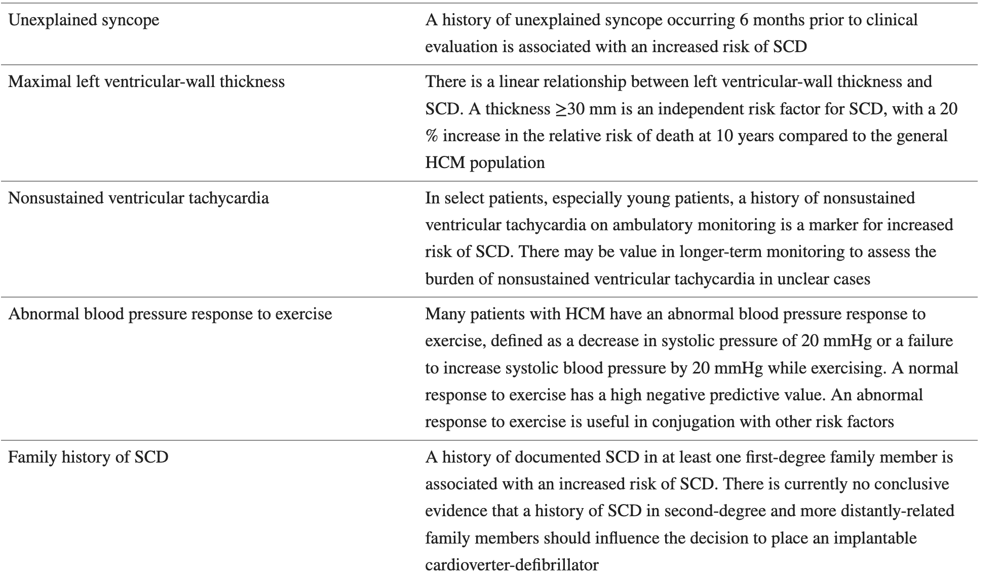 Unexplained syncope
A history of unexplained syncope occurring 6 months prior to clinical
evaluation is associated with an increased risk of SCD
Maximal left ventricular-wall thickness
There is a linear relationship between left ventricular-wall thickness and
SCD. A thickness ≥30 mm is an independent risk factor for SCD, with a 20
% increase in the relative risk of death at 10 years compared to the general
HCM population
Nonsustained ventricular tachycardia
In select patients, especially young patients, a history of nonsustained
ventricular tachycardia on ambulatory monitoring is a marker for increased
risk of SCD. There may be value in longer-term monitoring to assess the
burden of nonsustained ventricular tachycardia in unclear cases
Abnormal blood pressure response to exercise
Many patients with HCM have an abnormal blood pressure response to
exercise, defined as a decrease in systolic pressure of 20 mmHg or a failure
to increase systolic blood pressure by 20 mmHg while exercising. A normal
response to exercise has a high negative predictive value. An abnormal
response to exercise is useful in conjugation with other risk factors
Family history of SCD
A history of documented SCD in at least one first-degree family member is
associated with an increased risk of SCD. There is currently no conclusive
evidence that a history of SCD in second-degree and more distantly-related
family members should influence the decision to place an implantable
cardioverter-defibrillator